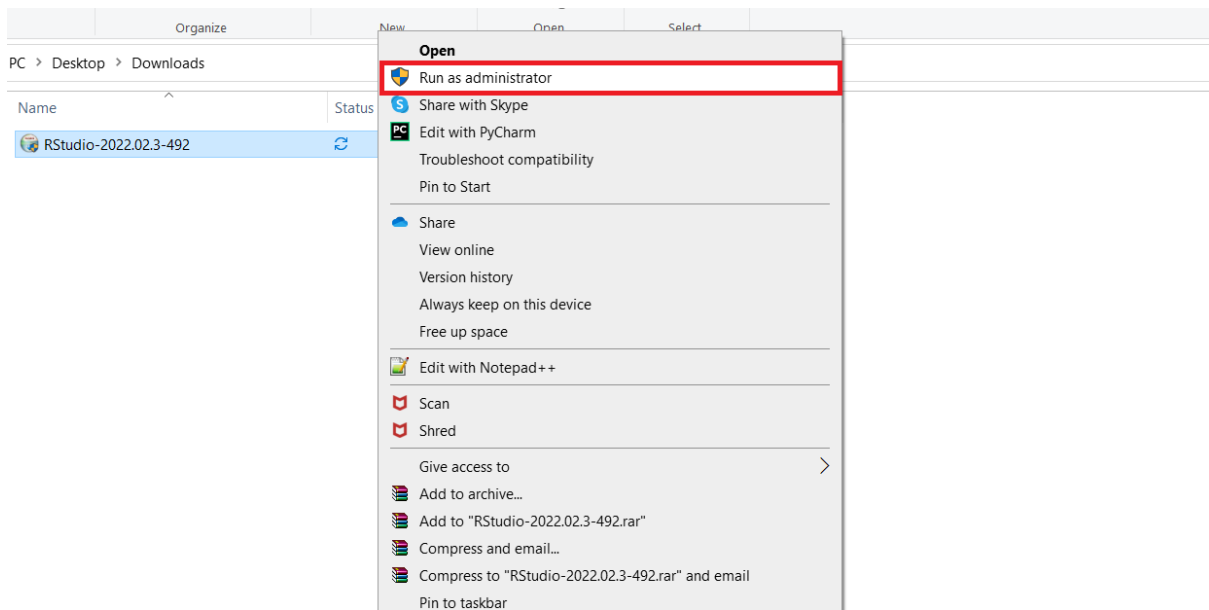 Organize New Open Select
PC > Desktop > Downloads
Name Status
RStudio-2022.02.3-492
Open
Run as administrator
S Share with Skype
PC Edit with PyCharm
Troubleshoot compatibility
Pin to Start
Share
View online
Version history
Always keep on this device
Free up space
Edit with Notepad++
Scan
Shred
Give access to
Add to archive...
Add to "RStudio-2022.02.3-492.rar"
Compress and email...
Compress to "RStudio-2022.02.3-492.rar" and email
Pin to taskbar